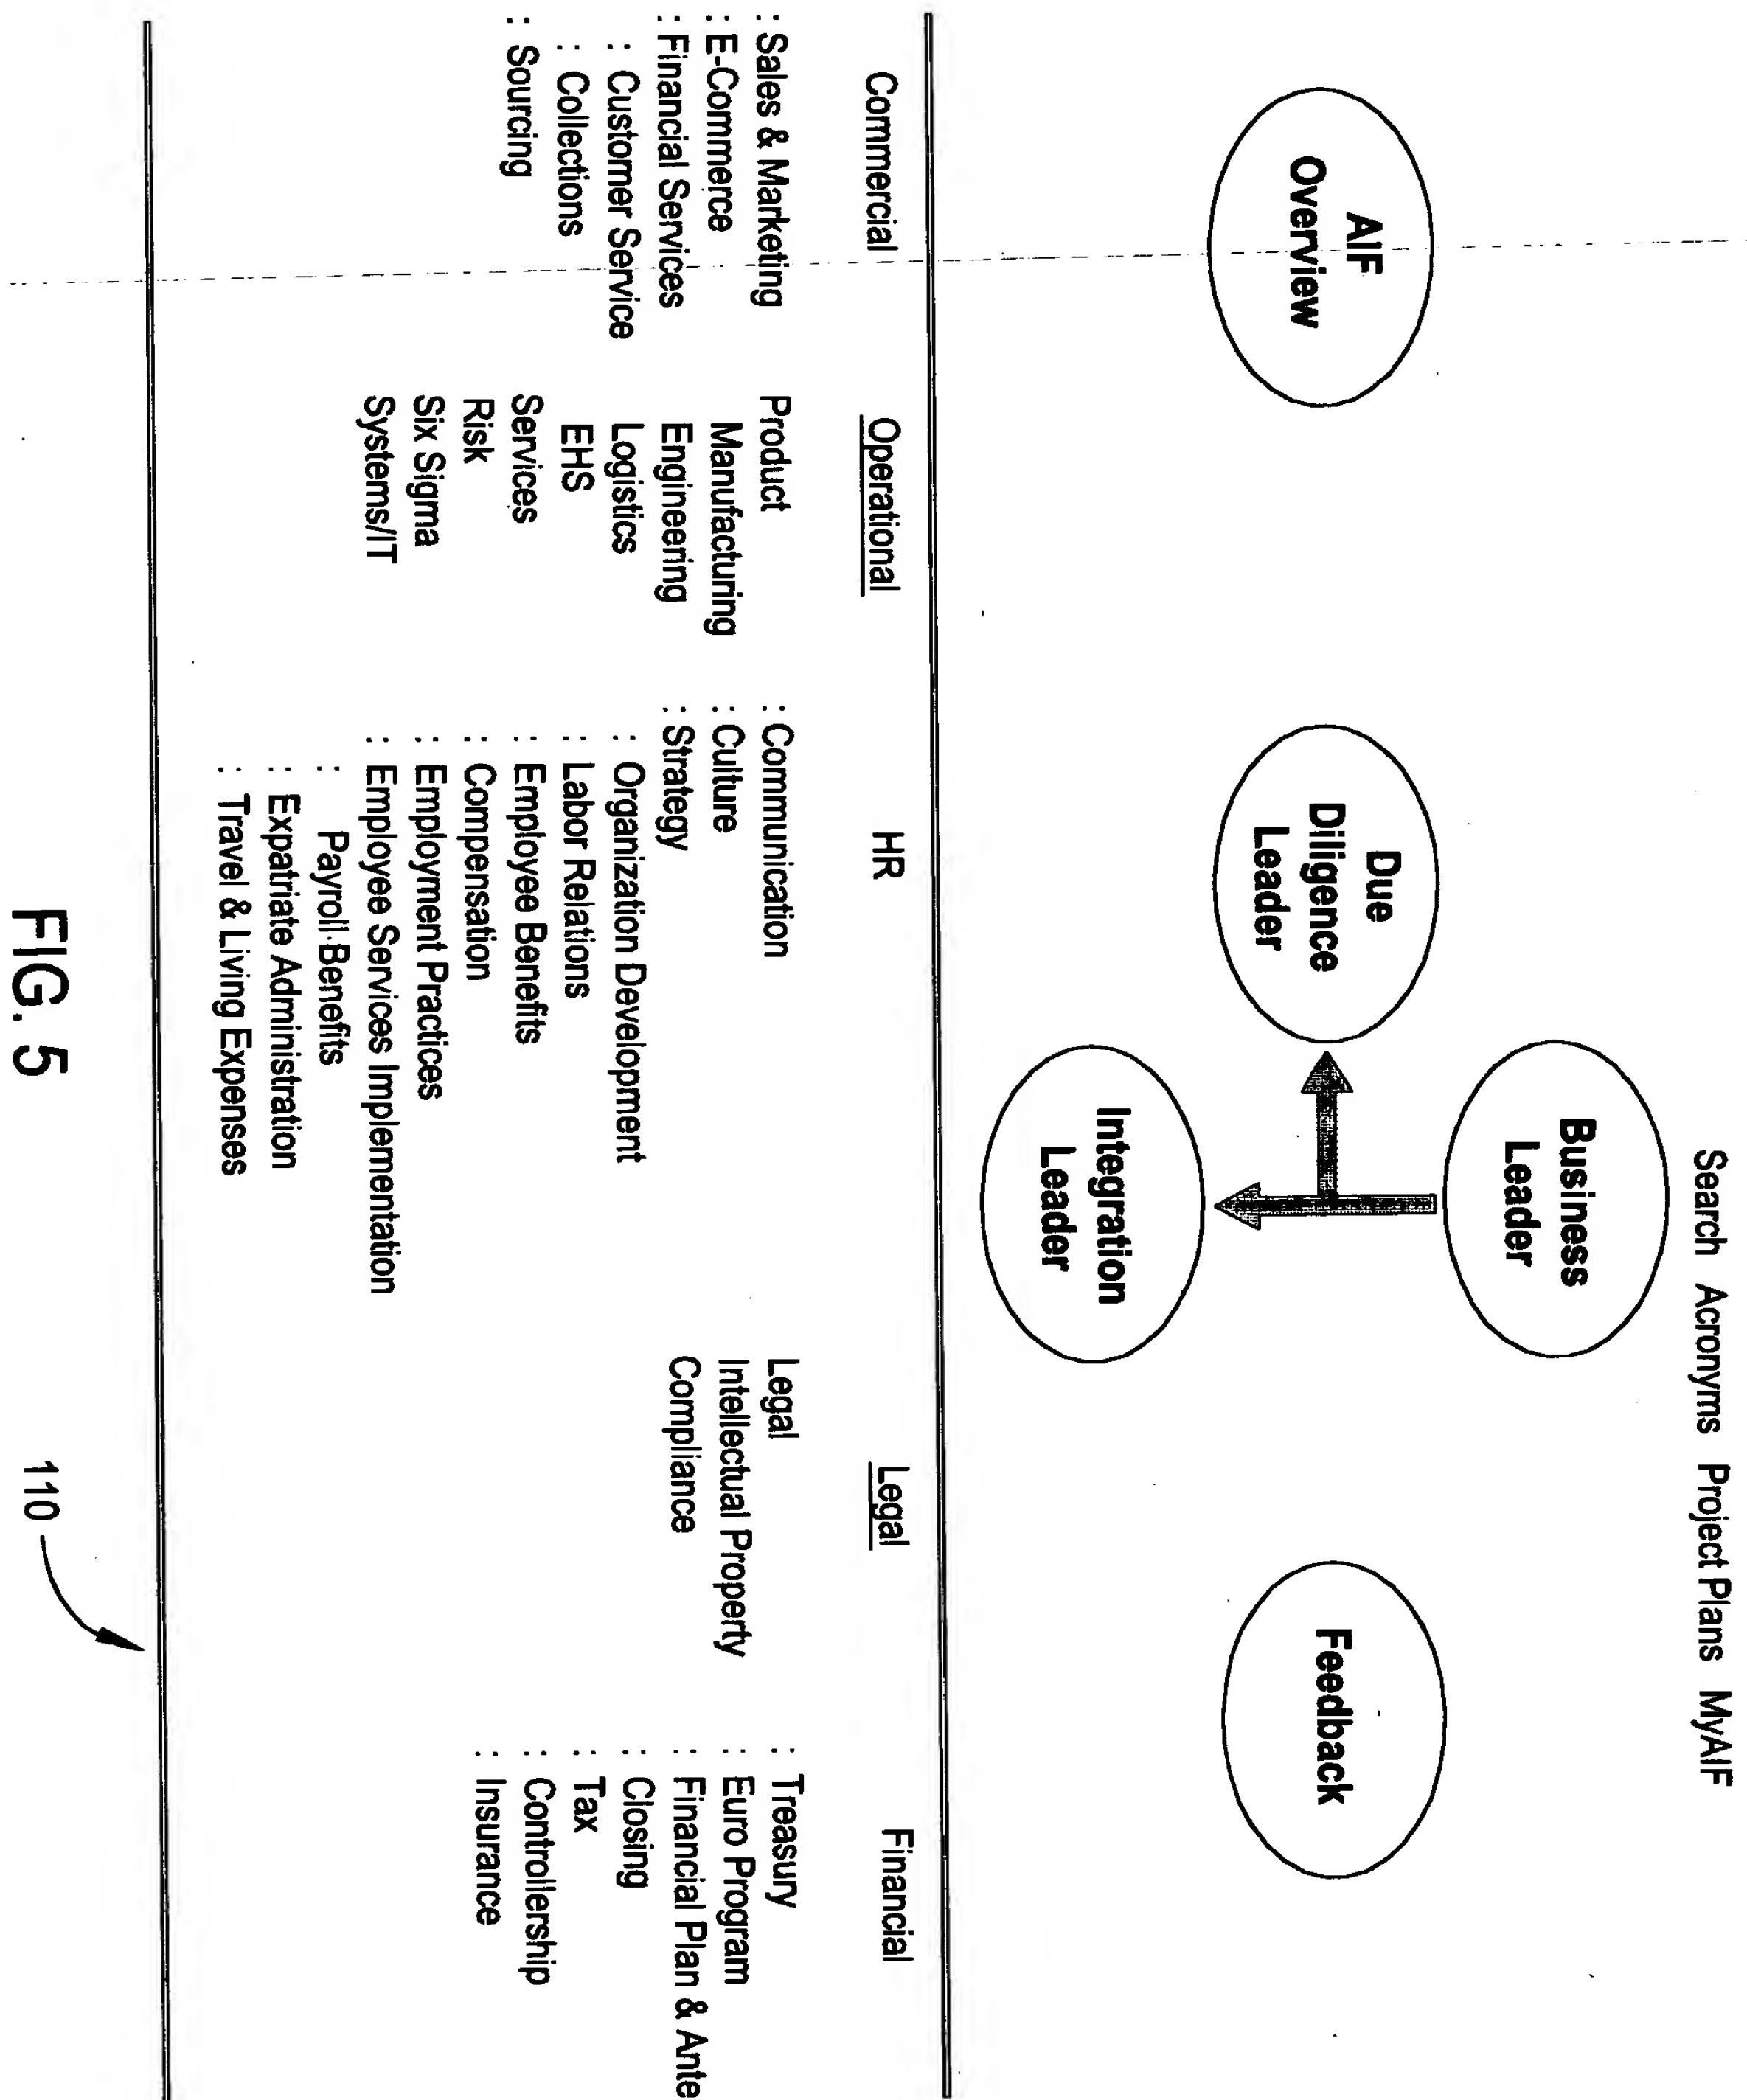 Search Acronyms Project Plans MyAIF
Business
Leader
AIF
Overview
Due
Diligence
Leader
Feedback
Integration
Leader
Commercial
: Sales & Marketing
: E-Commerce
: Financial Services
: Customer Service
: Collections
: Sourcing
Operational
Product
Manufacturing
Engineering
Logistics
EHS
Services
Risk
Six Sigma
Systems/IT
HR
: Communication
: Culture
: Strategy
: Organization Development
: Labor Relations
: Employee Benefits
: Compensation
: Employment Practices
: Employee Services Implementation
: Payroll·Benefits
: Expatriate Administration
: Travel & Living Expenses
Legal
Legal
Intellectual Property
Compliance
Financial
: Treasury
: Euro Program
: Financial Plan & Ante
: Closing
: Tax
: Controllership
: Insurance
110
FIG. 5